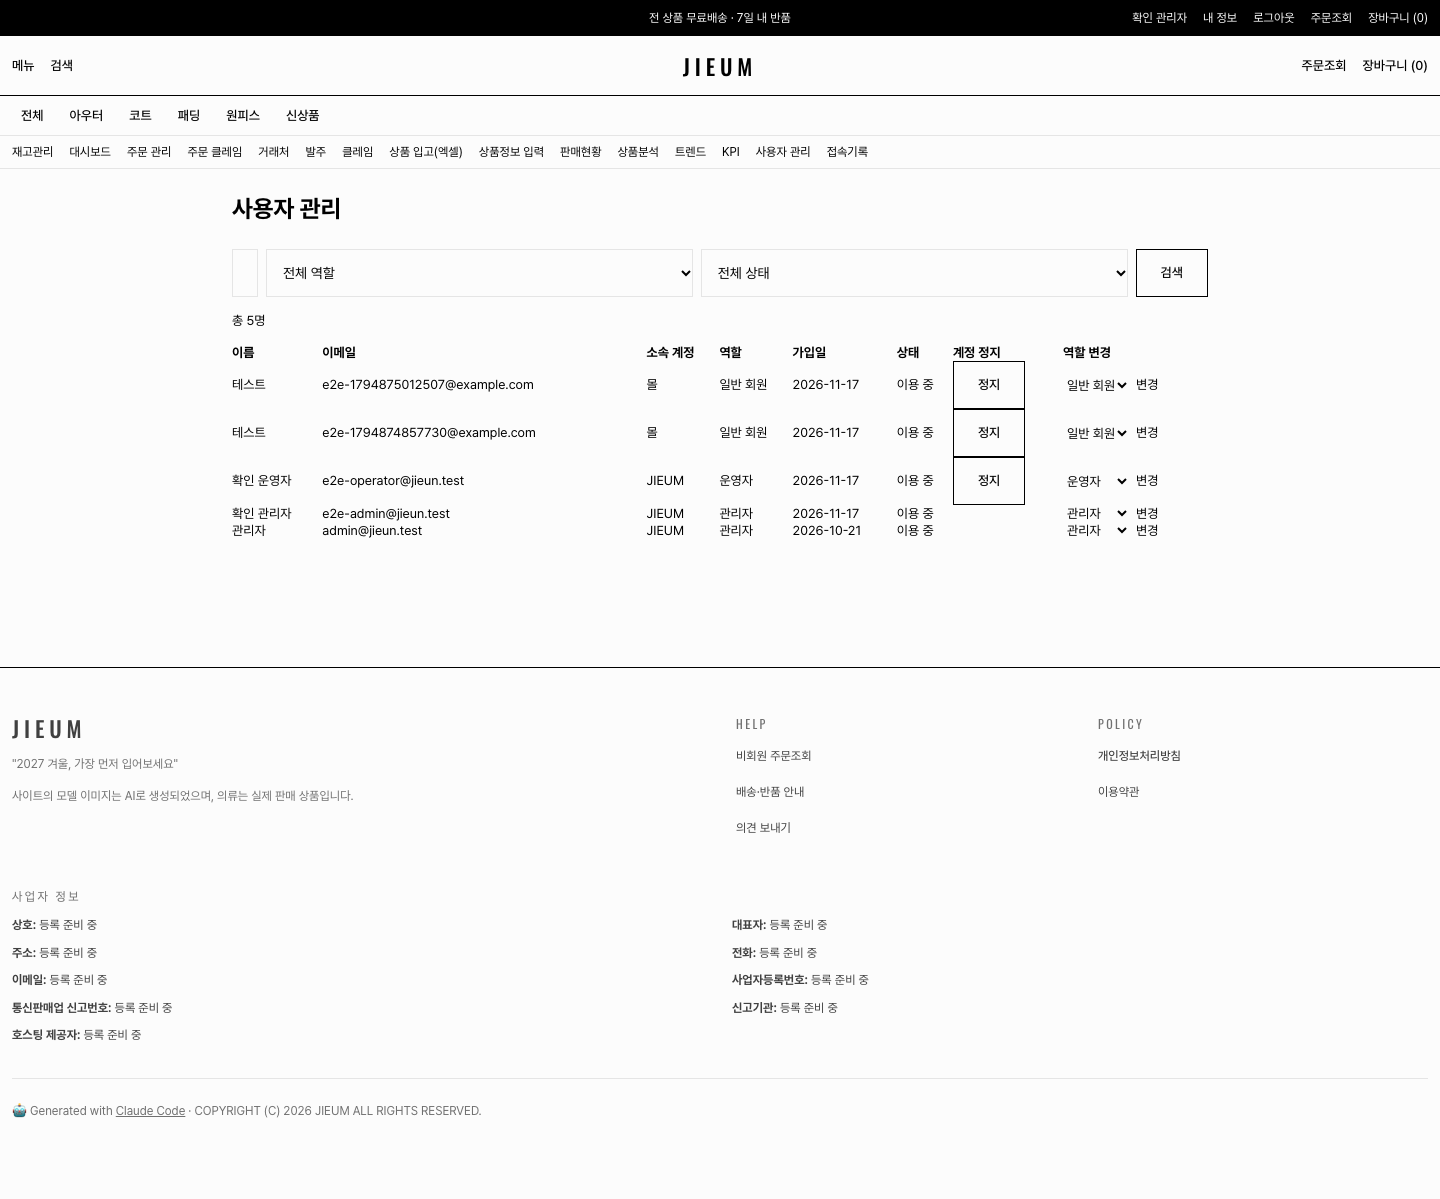 전 상품 무료배송 · 7일 내 반품
확인 관리자 내 정보 로그아웃 주문조회 장바구니 (0)
메뉴 검색
JIEUM
주문조회 장바구니 (0)
전체 아우터 코트 패딩 원피스 신상품
재고관리 대시보드 주문 관리 주문 클레임 거래처 발주 클레임 상품 입고(엑셀) 상품정보 입력 판매현황 상품분석 트렌드 KPI 사용자 관리 접속기록
사용자 관리
전체 역할 전체 상태 검색
총 5명
이름 이메일 소속 계정 역할 가입일 상태 계정 정지 역할 변경
테스트 e2e-1794875012507@example.com 몰 일반 회원 2026-11-17 이용 중 정지 일반 회원 변경
테스트 e2e-1794874857730@example.com 몰 일반 회원 2026-11-17 이용 중 정지 일반 회원 변경
확인 운영자 e2e-operator@jieun.test JIEUM 운영자 2026-11-17 이용 중 정지 운영자 변경
확인 관리자 e2e-admin@jieun.test JIEUM 관리자 2026-11-17 이용 중 관리자 변경
관리자 admin@jieun.test JIEUM 관리자 2026-10-21 이용 중 관리자 변경
JIEUM
"2027 겨울, 가장 먼저 입어보세요"
사이트의 모델 이미지는 AI로 생성되었으며, 의류는 실제 판매 상품입니다.
HELP
비회원 주문조회
배송·반품 안내
의견 보내기
POLICY
개인정보처리방침
이용약관
사업자 정보
상호: 등록 준비 중
대표자: 등록 준비 중
주소: 등록 준비 중
전화: 등록 준비 중
이메일: 등록 준비 중
사업자등록번호: 등록 준비 중
통신판매업 신고번호: 등록 준비 중
신고기관: 등록 준비 중
호스팅 제공자: 등록 준비 중
🤖 Generated with Claude Code · COPYRIGHT (C) 2026 JIEUM ALL RIGHTS RESERVED.